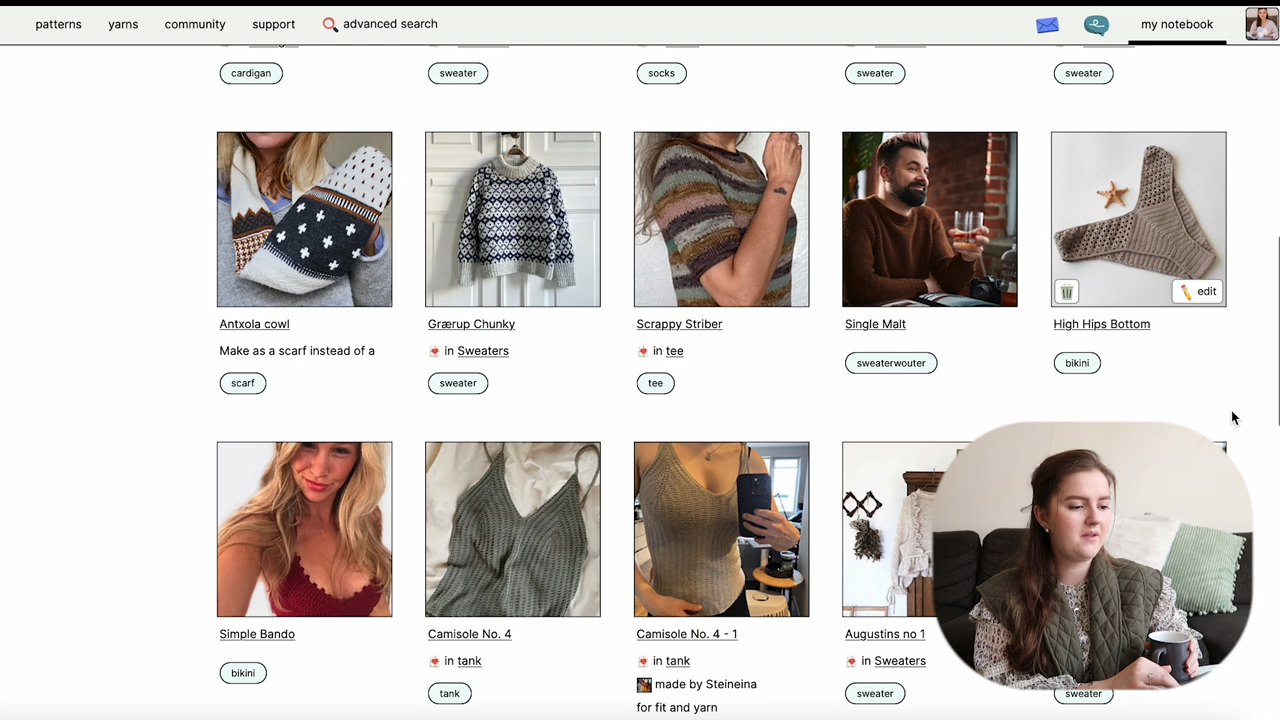 patterns yarns community support advanced search my notebook
cardigan sweater socks sweater sweater
edit
Antxola cowl Grærup Chunky Scrappy Striber Single Malt High Hips Bottom
Make as a scarf instead of a in Sweaters in tee sweaterwouter bikini
scarf sweater tee
Simple Bando Camisole No. 4 Camisole No. 4 - 1 Augustins no 1
in tank in tank in Sweaters
bikini tank made by Steineina sweater sweater
for fit and yarn